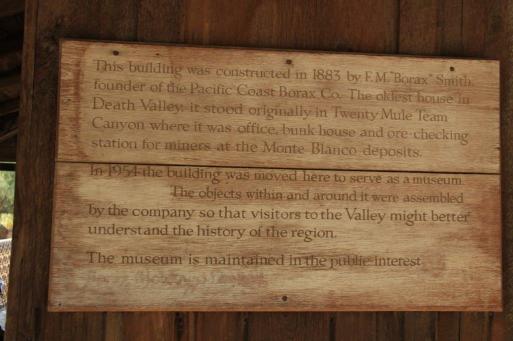 This building was constructed in 1883 by F.M. "Borax" Smith,
founder of the Pacific Coast Borax Co. The oldest house in
Death Valley, it stood originally in Twenty Mule Team
Canyon where it was office, bunk house and ore-checking
station for miners at the Monte Blanco deposits.
In 1954 the building was moved here to serve as a museum.
The objects within and around it were assembled
by the company so that visitors to the Valley might better
understand the history of the region.
The museum is maintained in the public interest